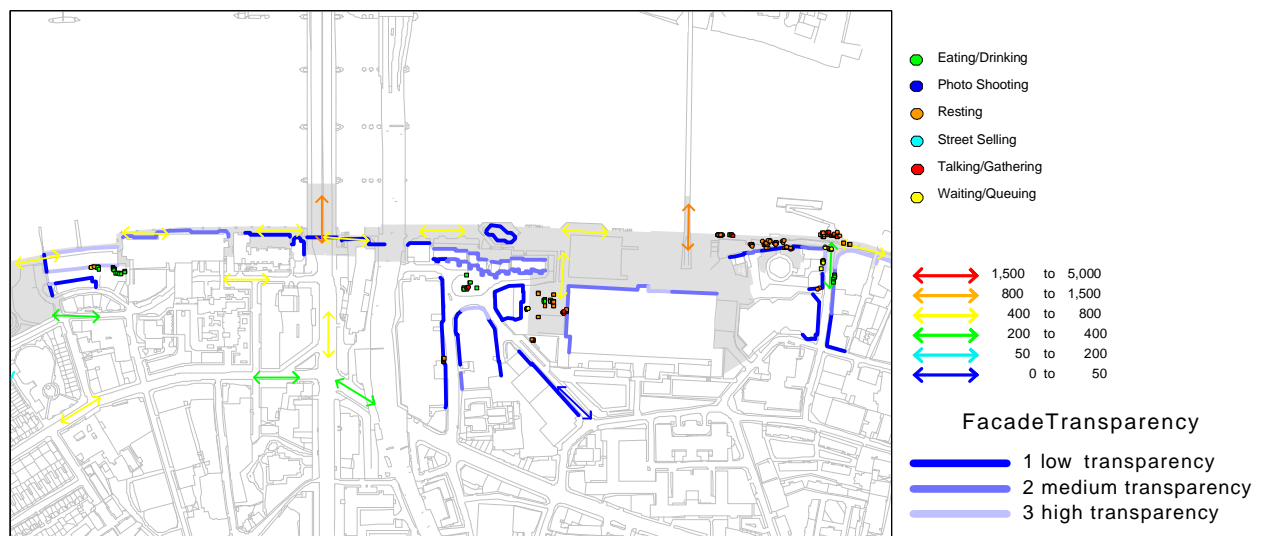 Eating/Drinking
Photo Shooting
Resting
Street Selling
Talking/Gathering
Waiting/Queuing
1,500 to 5,000
800 to 1,500
400 to 800
200 to 400
50 to 200
0 to 50
FacadeTransparency
1 low transparency
2 medium transparency
3 high transparency